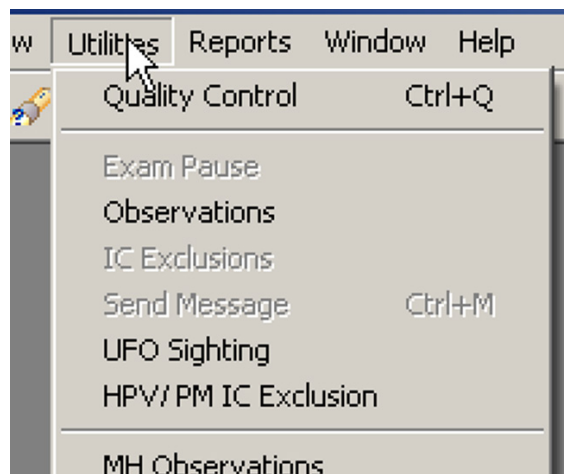 w Utilities Reports Window Help
Quality Control Ctrl+Q
Exam Pause
Observations
IC Exclusions
Send Message Ctrl+M
UFO Sighting
HPV/ PM IC Exclusion
MH Observations